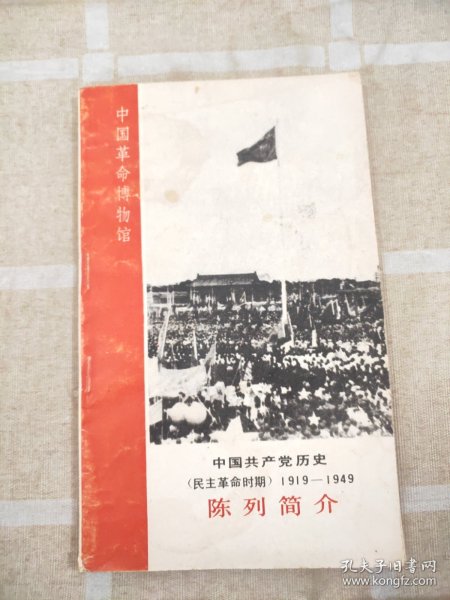 中国革命博物馆
中国共产党历史
（民主革命时期）1919—1949
陈列简介
孔夫子旧书网
www.kongfz.com